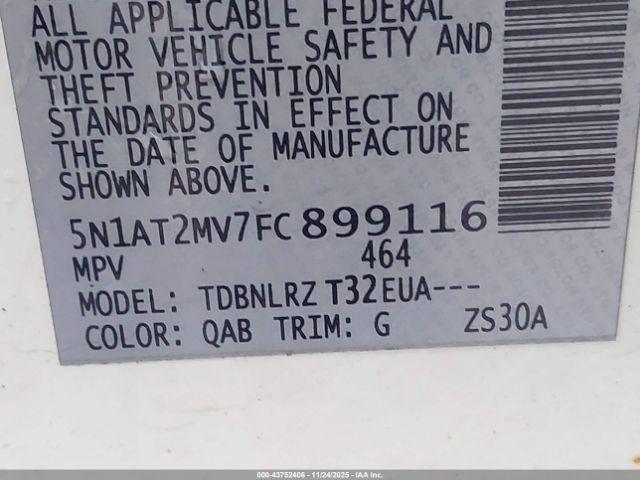 ALL APPLICABLE FEDERAL
MOTOR VEHICLE SAFETY AND
THEFT PREVENTION
STANDARDS IN EFFECT ON
THE DATE OF MANUFACTURE
SHOWN ABOVE.
5N1AT2MV7FC899116
MPV 464
MODEL: TDBNLRZ T32EUA---
COLOR: QAB TRIM: G ZS30A
000-43752406 - 11/24/2025 - IAA Inc.